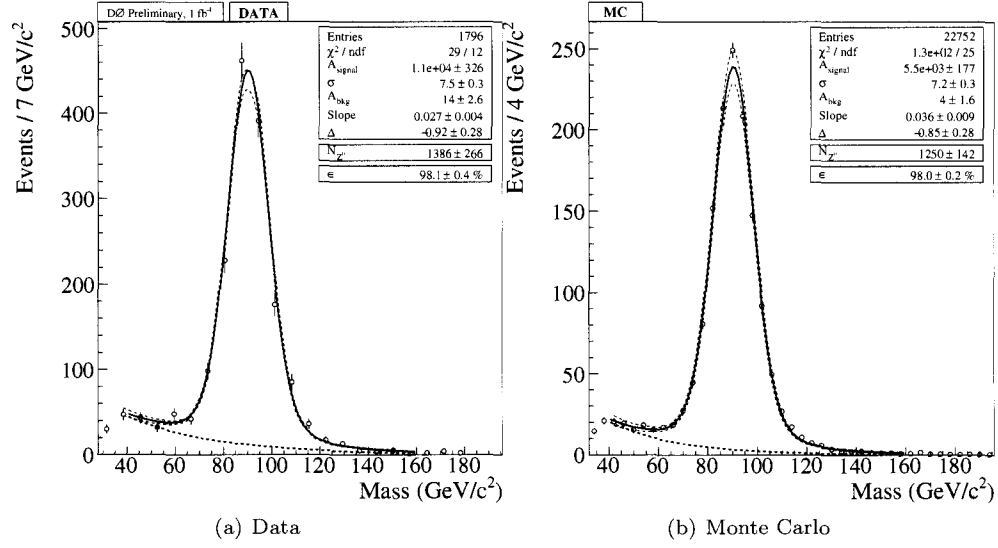 DØ Preliminary, 1 fb⁻¹
DATA
Events / 7 GeV/c²
500
400
300
200
100
0
Entries 1796
χ² / ndf 29 / 12
A_signal 1.1e+04 ± 326
σ 7.5 ± 0.3
A_bkg 14 ± 2.6
Slope 0.027 ± 0.004
Δ -0.92 ± 0.28
N_Z⁰ 1386 ± 266
ϵ 98.1 ± 0.4 %
40 60 80 100 120 140 160 180
Mass (GeV/c²)
(a) Data
MC
Events / 4 GeV/c²
250
200
150
100
50
0
Entries 22752
χ² / ndf 1.3e+02 / 25
A_signal 5.5e+03 ± 177
σ 7.2 ± 0.3
A_bkg 4 ± 1.6
Slope 0.036 ± 0.009
Δ -0.85 ± 0.28
N_Z⁰ 1250 ± 142
ϵ 98.0 ± 0.2 %
40 60 80 100 120 140 160 180
Mass (GeV/c²)
(b) Monte Carlo